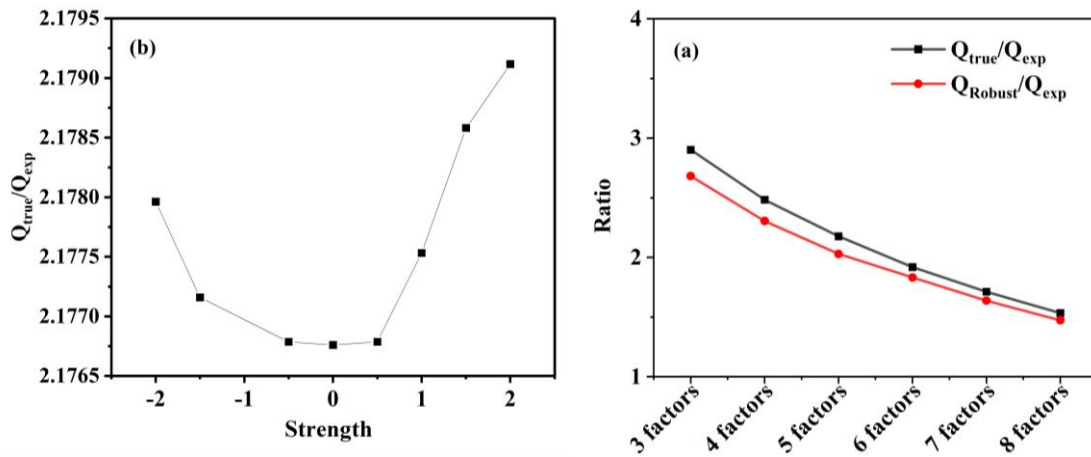 (b)
2.1795
2.1790
2.1785
2.1780
2.1775
2.1770
2.1765
Qtrue/Qexp
-2 -1 0 1 2
Strength
(a)
4
3
2
1
Ratio
Qtrue/Qexp
QRobust/Qexp
3 factors
4 factors
5 factors
6 factors
7 factors
8 factors